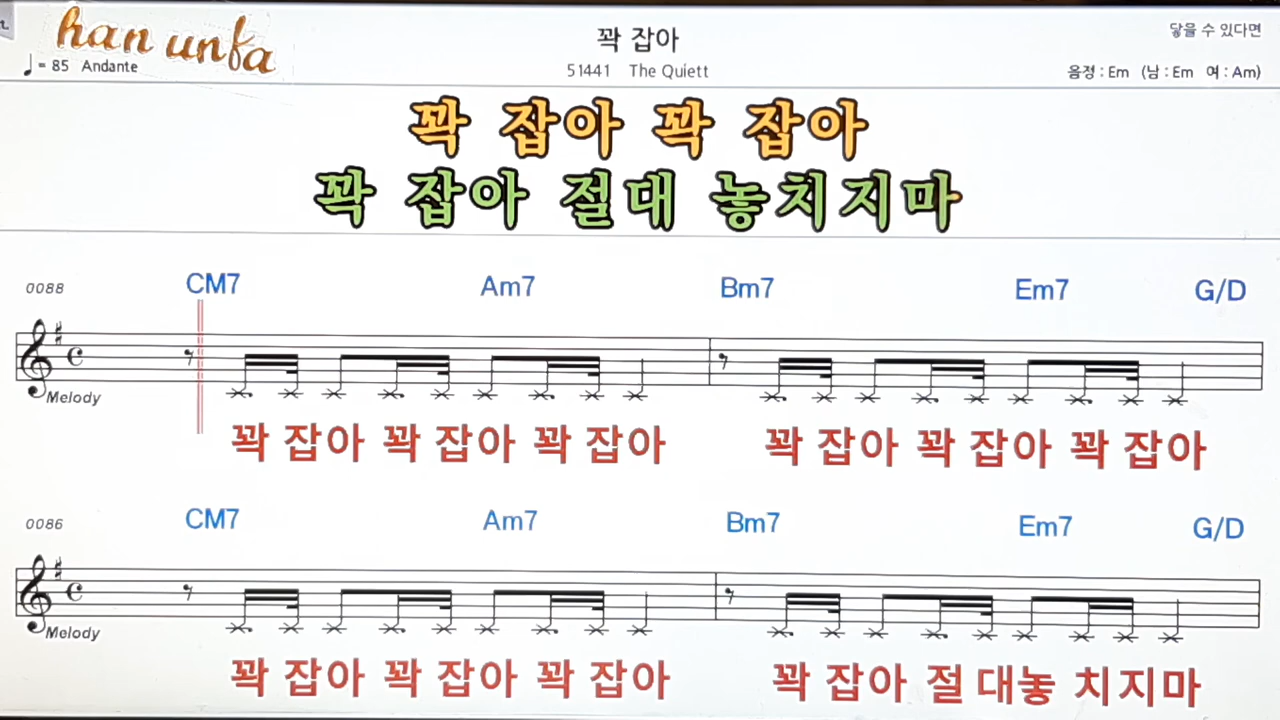 han unfa
꽉 잡아
닿을 수 있다면
♩= 85 Andante
51441 The Quiett
음정 : Em (남 : Em 여 : Am)
꽉 잡아 꽉 잡아
꽉 잡아 절대 놓치지마
0088 CM7 Am7 Bm7 Em7 G/D
Melody
꽉 잡아 꽉 잡아 꽉 잡아 꽉 잡아 꽉 잡아 꽉 잡아
0086 CM7 Am7 Bm7 Em7 G/D
Melody
꽉 잡아 꽉 잡아 꽉 잡아 꽉 잡아 절 대놓 치지마